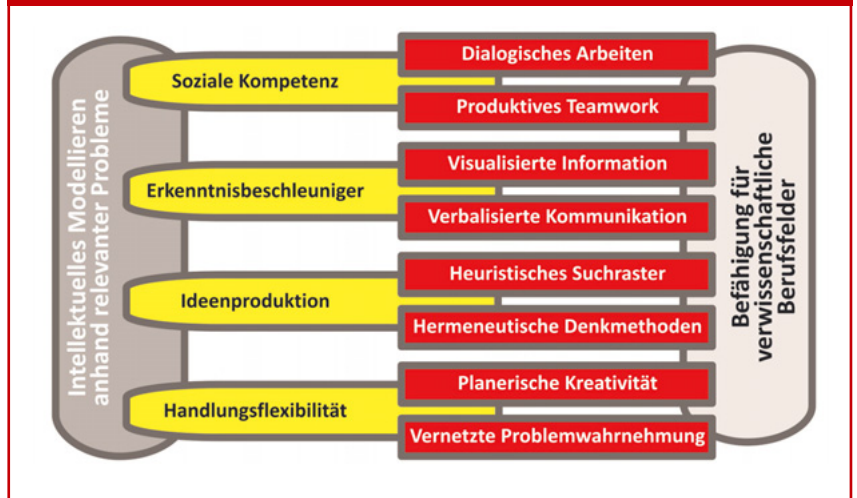 Intellektuelles Modellieren
anhand relevanter Probleme
Soziale Kompetenz
Dialogisches Arbeiten
Produktives Teamwork
Erkenntnisbeschleuniger
Visualisierte Information
Verbalisierte Kommunikation
Ideenproduktion
Heuristisches Suchraster
Hermeneutische Denkmethoden
Handlungsflexibilität
Planerische Kreativität
Vernetzte Problemwahrnehmung
Befähigung für
verwissenschaftliche
Berufsfelder